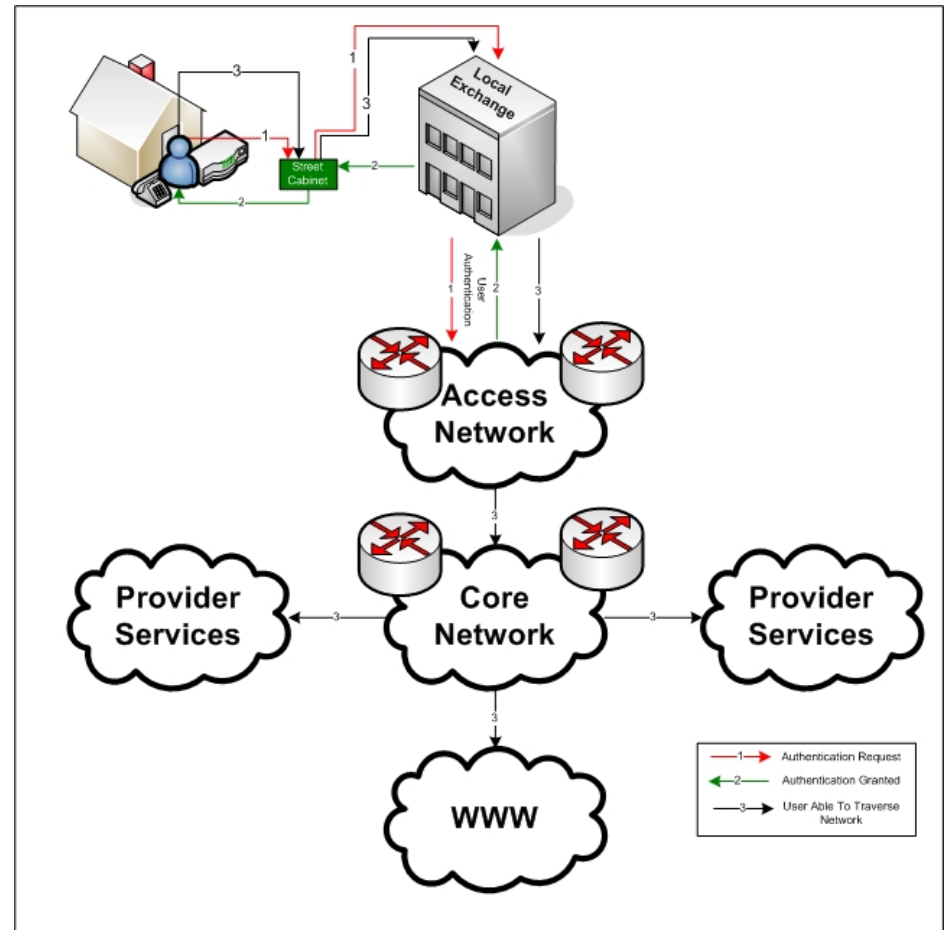 3
1
1
3
Local
Exchange
Street
Cabinet
2
2
1
User
Authentication
2
3
Access
Network
3
Provider
Services
3
Core
Network
3
Provider
Services
3
WWW
1 Authentication Request
2 Authentication Granted
3 User Able To Traverse
Network